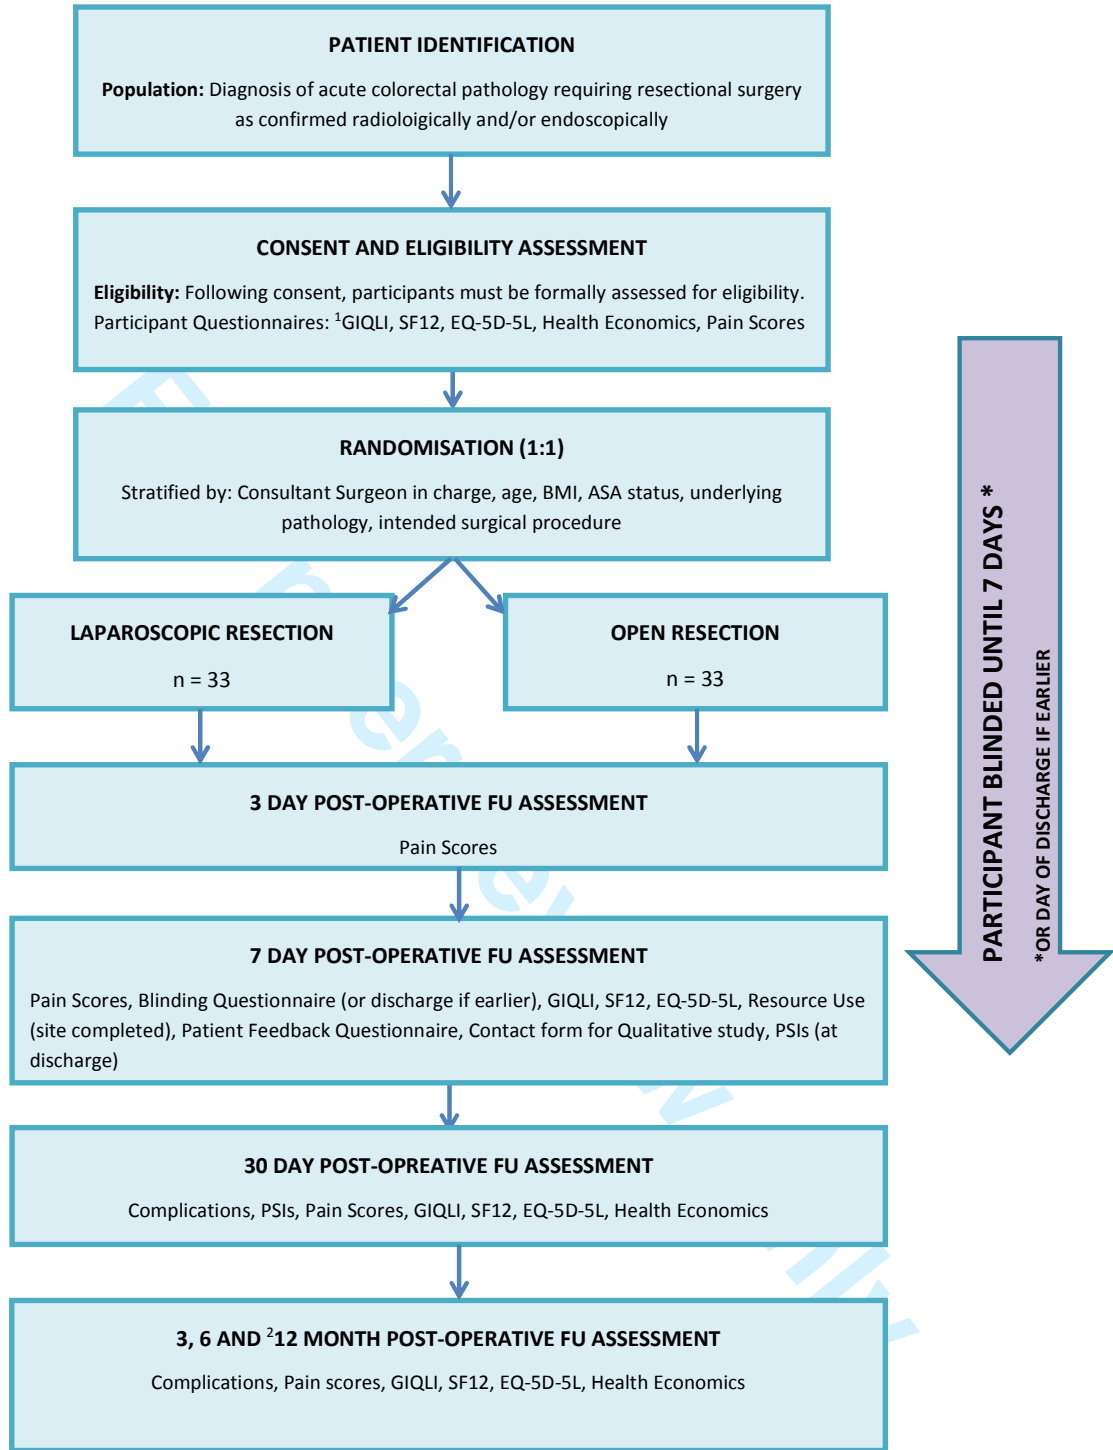 PATIENT IDENTIFICATION
Population: Diagnosis of acute colorectal pathology requiring resectional surgery
as confirmed radioloigically and/or endoscopically
CONSENT AND ELIGIBILITY ASSESSMENT
Eligibility: Following consent, participants must be formally assessed for eligibility.
Participant Questionnaires: ¹GIQLI, SF12, EQ-5D-5L, Health Economics, Pain Scores
RANDOMISATION (1:1)
Stratified by: Consultant Surgeon in charge, age, BMI, ASA status, underlying
pathology, intended surgical procedure
LAPAROSCOPIC RESECTION
n = 33
OPEN RESECTION
n = 33
3 DAY POST-OPERATIVE FU ASSESSMENT
Pain Scores
7 DAY POST-OPERATIVE FU ASSESSMENT
Pain Scores, Blinding Questionnaire (or discharge if earlier), GIQLI, SF12, EQ-5D-5L, Resource Use
(site completed), Patient Feedback Questionnaire, Contact form for Qualitative study, PSIs (at
discharge)
30 DAY POST-OPREATIVE FU ASSESSMENT
Complications, PSIs, Pain Scores, GIQLI, SF12, EQ-5D-5L, Health Economics
3, 6 AND ²12 MONTH POST-OPERATIVE FU ASSESSMENT
Complications, Pain scores, GIQLI, SF12, EQ-5D-5L, Health Economics
PARTICIPANT BLINDED UNTIL 7 DAYS *
*OR DAY OF DISCHARGE IF EARLIER